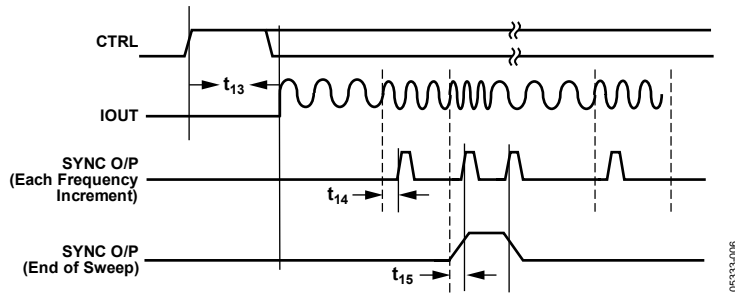 CTRL
t13
IOUT
SYNC O/P
(Each Frequency
Increment)
t14
SYNC O/P
(End of Sweep)
t15
05333-006